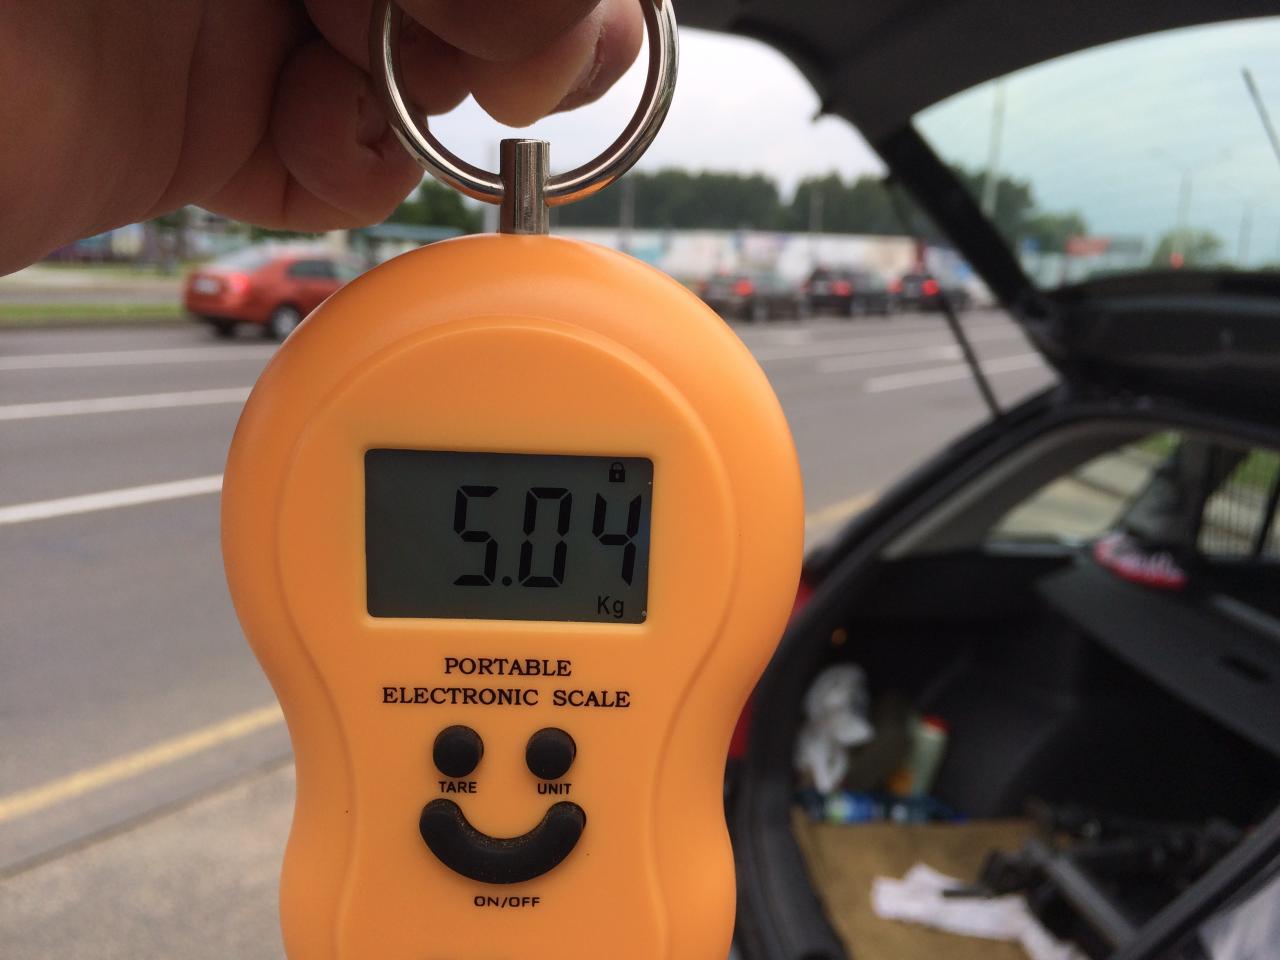 5.04
Kg
PORTABLE
ELECTRONIC SCALE
TARE UNIT
ON/OFF